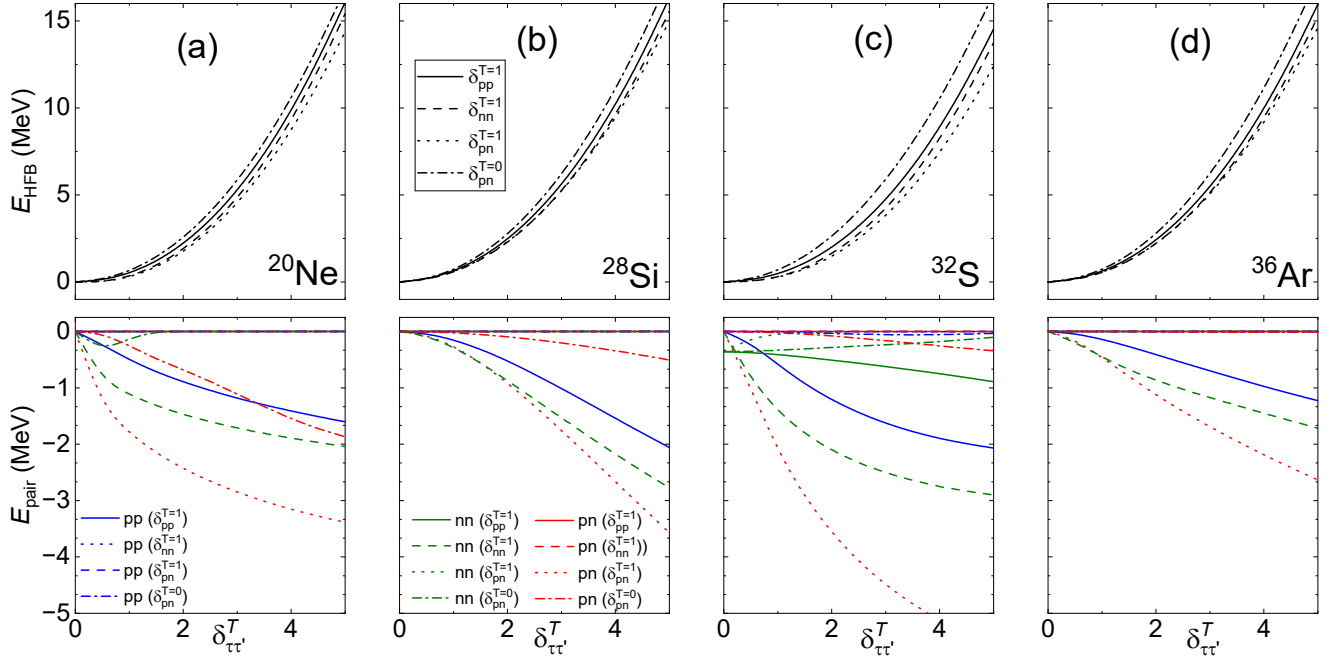 (a)
(b)
(c)
(d)
15
10
5
0
E_HFB (MeV)
δ_pp^T=1
δ_nn^T=1
δ_pn^T=1
δ_pn^T=0
²⁰Ne
²⁸Si
³²S
³⁶Ar
0
−1
−2
−3
−4
−5
E_pair (MeV)
pp (δ_pp^T=1)
pp (δ_nn^T=1)
pp (δ_pn^T=1)
pp (δ_pn^T=0)
nn (δ_pp^T=1)
nn (δ_nn^T=1)
nn (δ_pn^T=1)
nn (δ_pn^T=0)
pn (δ_pp^T=1)
pn (δ_nn^T=1))
pn (δ_pn^T=1)
pn (δ_pn^T=0)
0 2 4 0 2 4 0 2 4 0 2 4
δ_ττ'^T δ_ττ'^T δ_ττ'^T δ_ττ'^T